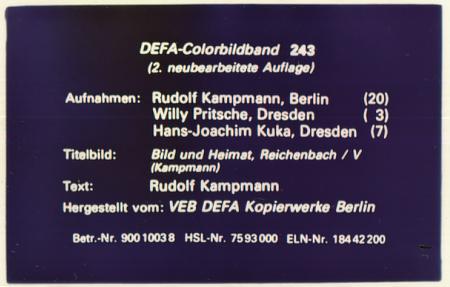 DEFA-Colorbildband 243
(2. neubearbeitete Auflage)
Aufnahmen: Rudolf Kampmann, Berlin (20)
Willy Pritsche, Dresden ( 3)
Hans-Joachim Kuka, Dresden (7)
Titelbild: Bild und Heimat, Reichenbach / V
(Kampmann)
Text: Rudolf Kampmann
Hergestellt vom: VEB DEFA Kopierwerke Berlin
Betr.-Nr. 90010038 HSL-Nr. 7593000 ELN-Nr. 18442200